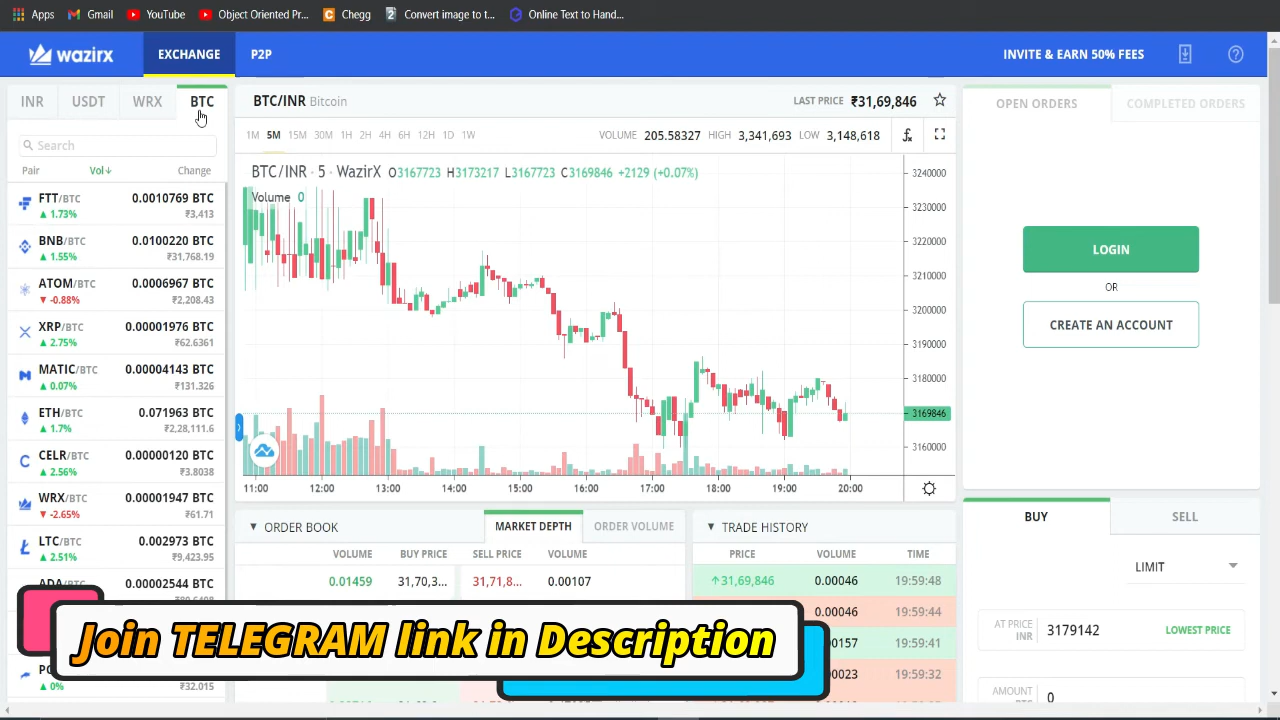 Apps Gmail YouTube Object Oriented Pr... Chegg Convert image to t... Online Text to Hand...
wazirx EXCHANGE P2P INVITE & EARN 50% FEES
INR USDT WRX BTC
Search
Pair Vol↓ Change
FTT/BTC 0.0010769 BTC
▲ 1.73% ₹3,413
BNB/BTC 0.0100220 BTC
▲ 1.55% ₹31,768.19
ATOM/BTC 0.0006967 BTC
▼ -0.88% ₹2,208.43
XRP/BTC 0.00001976 BTC
▲ 2.75% ₹62.6361
MATIC/BTC 0.00004143 BTC
▲ 0.07% ₹131.326
ETH/BTC 0.071963 BTC
▲ 1.7% ₹2,28,111.6
CELR/BTC 0.00000120 BTC
▲ 2.56% ₹3.8038
WRX/BTC 0.00001947 BTC
▼ -2.65% ₹61.71
LTC/BTC 0.002973 BTC
▲ 2.51% ₹9,423.95
ADA/BTC 0.00002544 BTC
▲ 0% ₹32.015
BTC/INR Bitcoin LAST PRICE ₹31,69,846
1M 5M 15M 30M 1H 2H 4H 6H 12H 1D 1W VOLUME 205.58327 HIGH 3,341,693 LOW 3,148,618
BTC/INR · 5 · WazirX O3167723 H3173217 L3167723 C3169846 +2129 (+0.07%)
Volume 0
3240000
3230000
3220000
3210000
3200000
3190000
3180000
3169846
3160000
11:00 12:00 13:00 14:00 15:00 16:00 17:00 18:00 19:00 20:00
▼ ORDER BOOK MARKET DEPTH ORDER VOLUME
VOLUME BUY PRICE SELL PRICE VOLUME
0.01459 31,70,3... 31,71,8... 0.00107
▼ TRADE HISTORY
PRICE VOLUME TIME
↑31,69,846 0.00046 19:59:48
0.00046 19:59:44
19:59:41
19:59:32
OPEN ORDERS COMPLETED ORDERS
LOGIN
OR
CREATE AN ACCOUNT
BUY SELL
LIMIT
AT PRICE
INR 3179142 LOWEST PRICE
AMOUNT 0
Join TELEGRAM link in Description